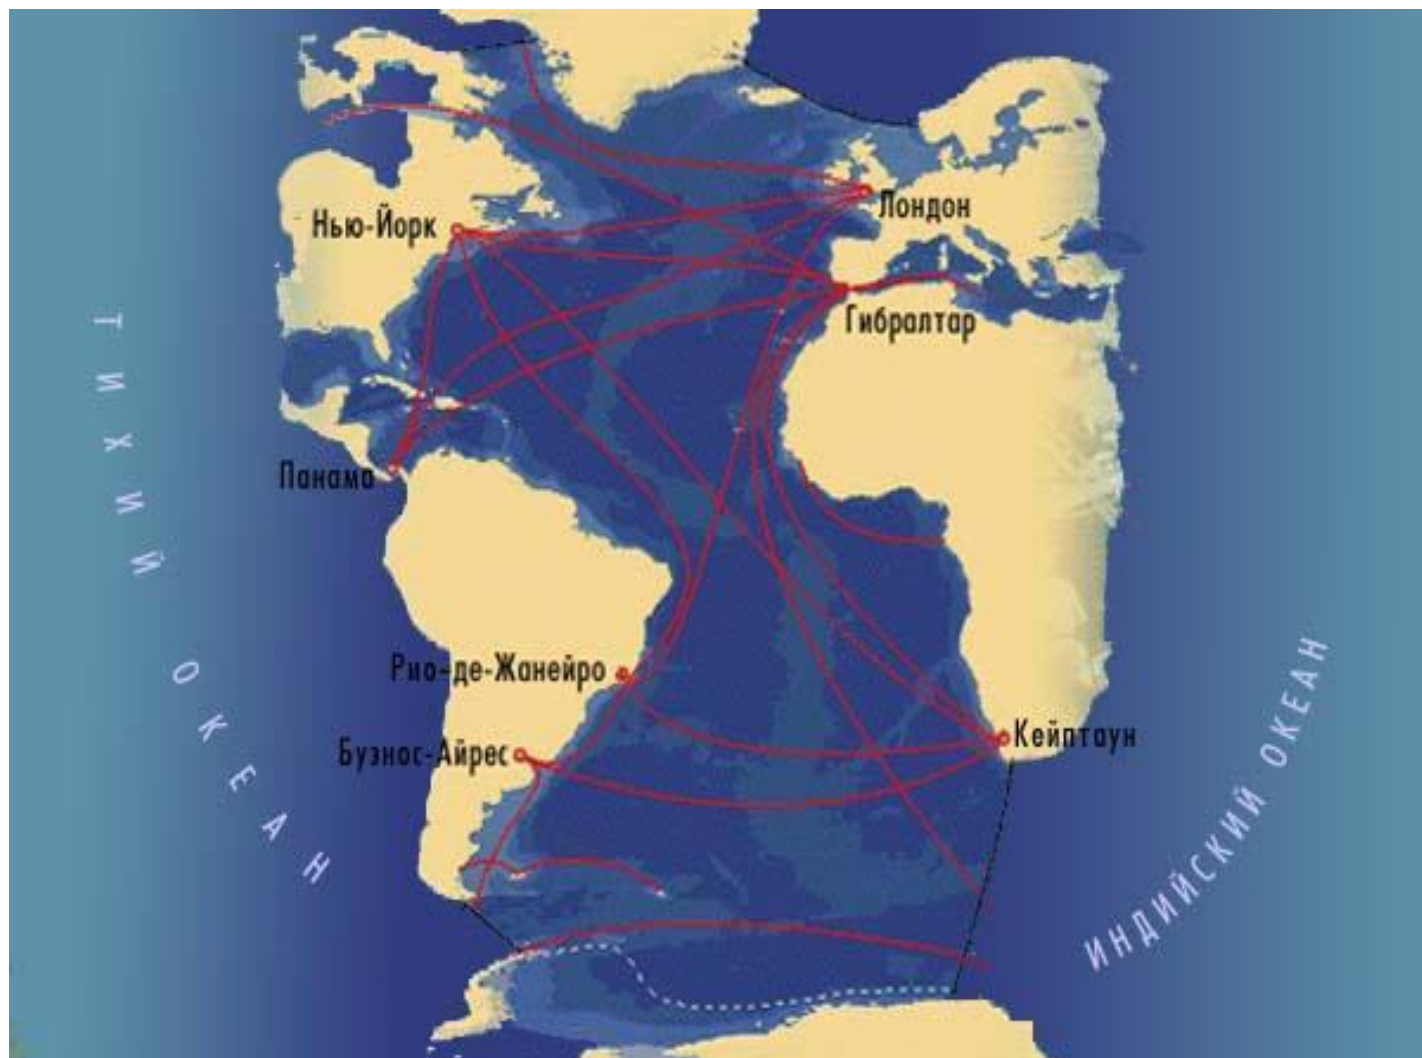 Лондон
Нью-Йорк
Гибралтар
ТИХИЙ ОКЕАН
Панама
Рио-де-Жанейро
Буэнос-Айрес
Кейптаун
ИНДИЙСКИЙ ОКЕАН